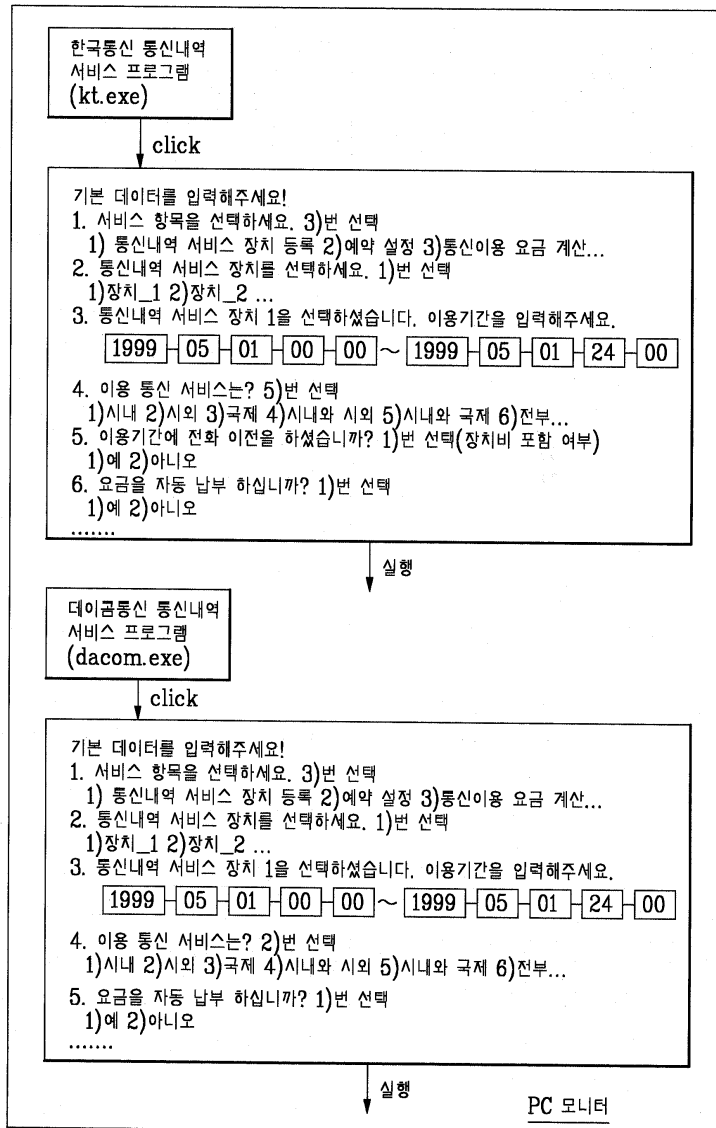 한국통신 통신내역
서비스 프로그램
(kt.exe)
click
기본 데이터를 입력해주세요!
1. 서비스 항목을 선택하세요. 3)번 선택
1) 통신내역 서비스 장치 등록 2)예약 설정 3)통신이용 요금 계산...
2. 통신내역 서비스 장치를 선택하세요. 1)번 선택
1)장치_1 2)장치_2 ...
3. 통신내역 서비스 장치 1을 선택하셨습니다. 이용기간을 입력해주세요.
1999-05-01-00-00~1999-05-01-24-00
4. 이용 통신 서비스는? 5)번 선택
1)시내 2)시외 3)국제 4)시내와 시외 5)시내와 국제 6)전부...
5. 이용기간에 전화 이전을 하셨습니까? 1)번 선택(장치비 포함 여부)
1)예 2)아니오
6. 요금을 자동 납부 하십니까? 1)번 선택
1)예 2)아니오
.......
실행
데이콤통신 통신내역
서비스 프로그램
(dacom.exe)
click
기본 데이터를 입력해주세요!
1. 서비스 항목을 선택하세요. 3)번 선택
1) 통신내역 서비스 장치 등록 2)예약 설정 3)통신이용 요금 계산...
2. 통신내역 서비스 장치를 선택하세요. 1)번 선택
1)장치_1 2)장치_2 ...
3. 통신내역 서비스 장치 1을 선택하셨습니다. 이용기간을 입력해주세요.
1999-05-01-00-00~1999-05-01-24-00
4. 이용 통신 서비스는? 2)번 선택
1)시내 2)시외 3)국제 4)시내와 시외 5)시내와 국제 6)전부...
5. 요금을 자동 납부 하십니까? 1)번 선택
1)예 2)아니오
.......
실행
PC 모니터